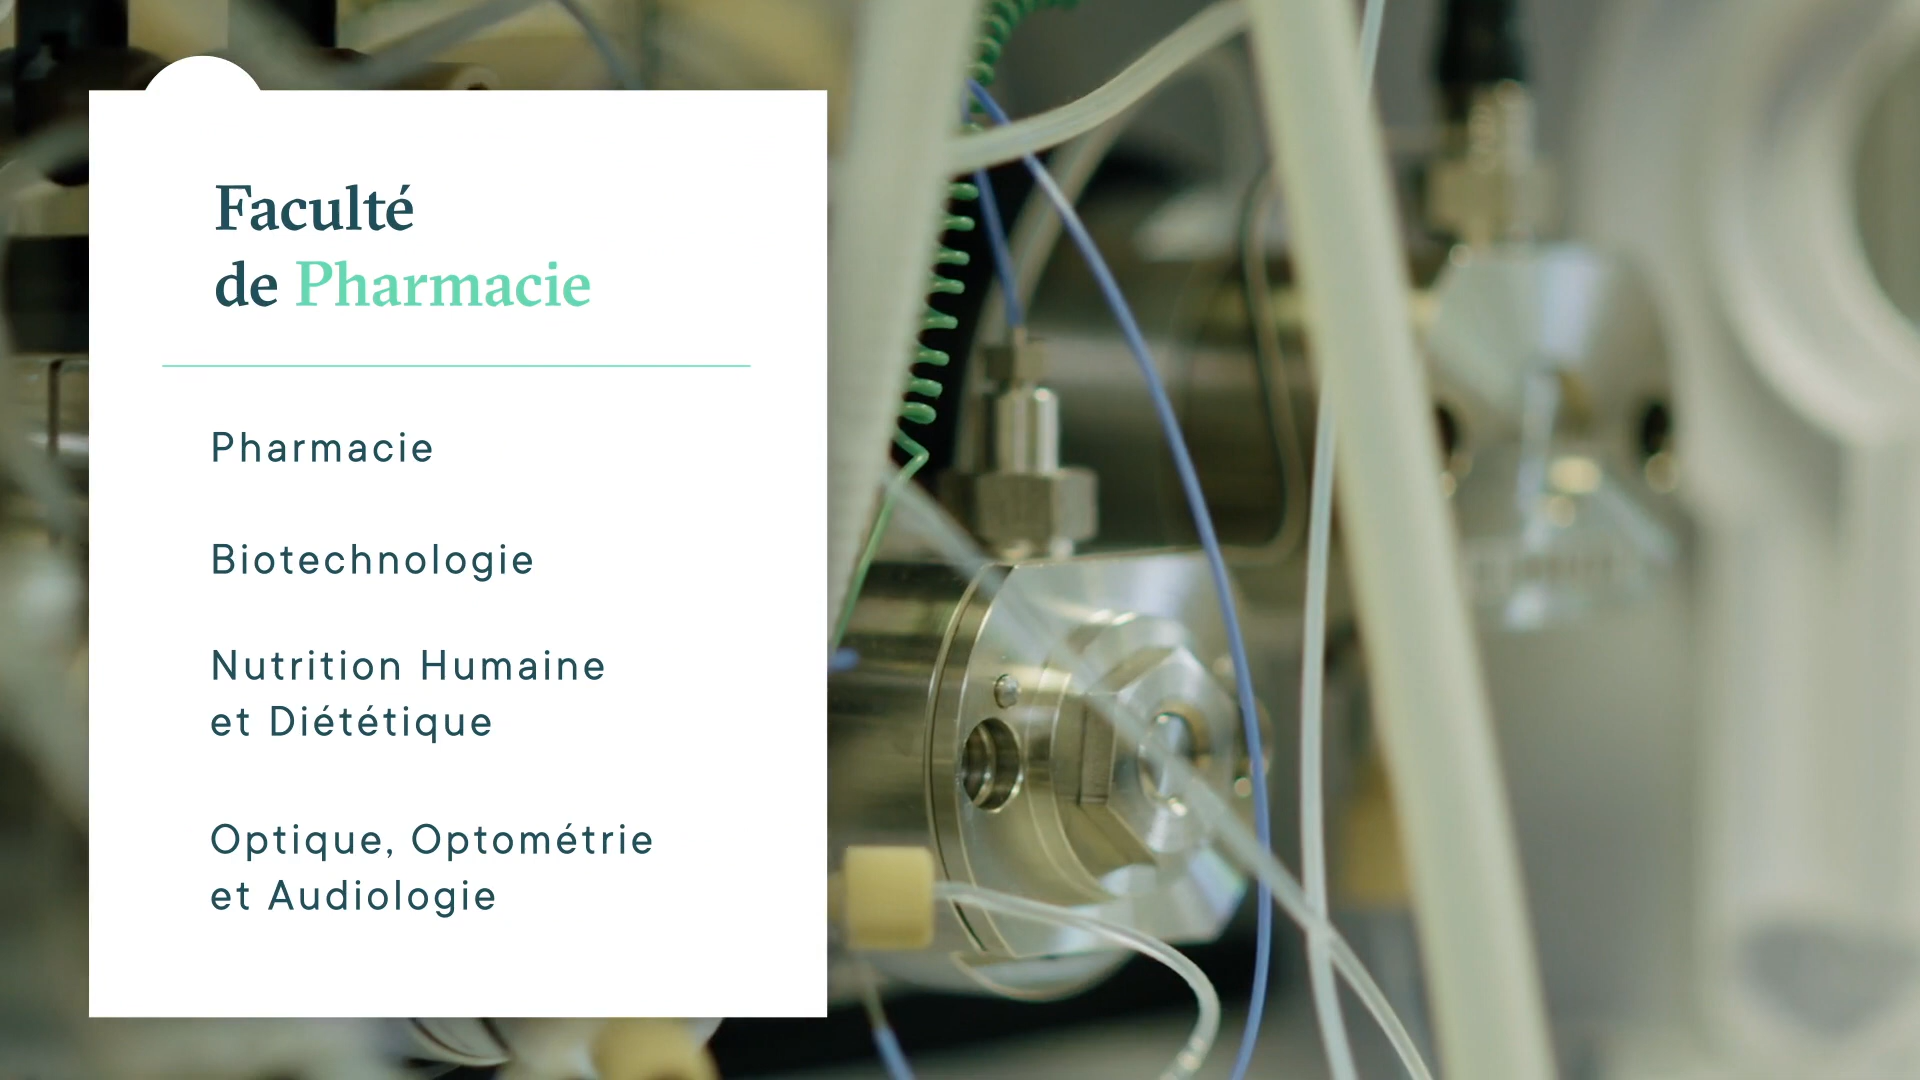 Faculté
de Pharmacie
Pharmacie
Biotechnologie
Nutrition Humaine
et Diététique
Optique, Optométrie
et Audiologie